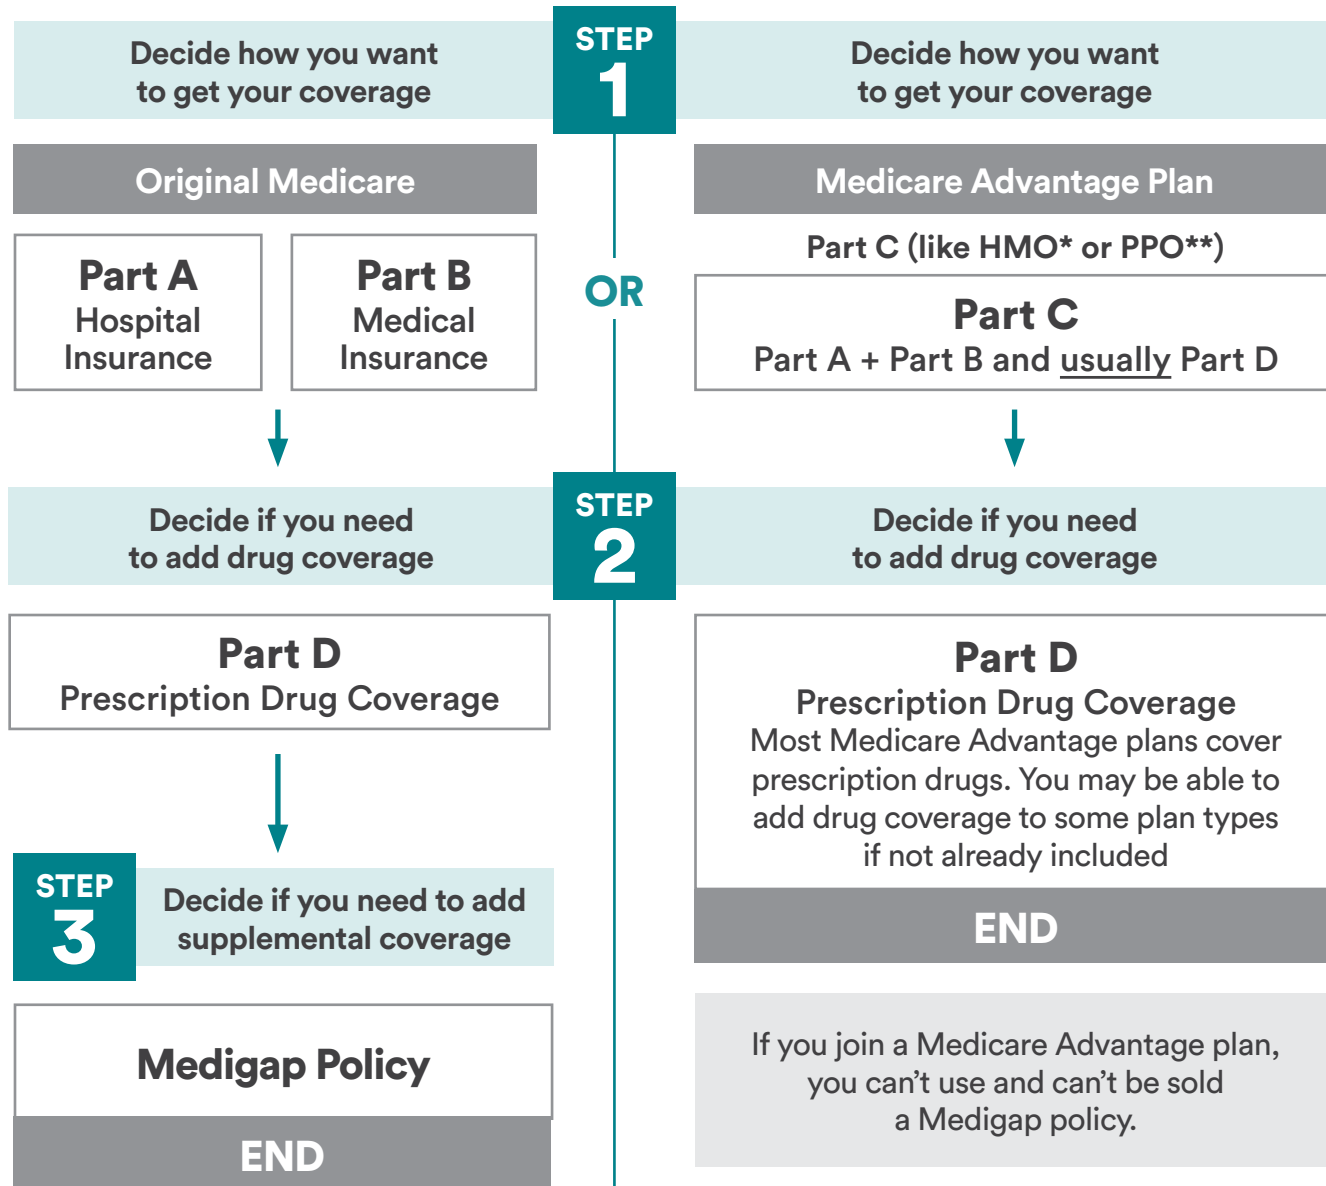 Decide how you want
to get your coverage
STEP
1
Decide how you want
to get your coverage
Original Medicare
Part A
Hospital
Insurance
Part B
Medical
Insurance
OR
Medicare Advantage Plan
Part C (like HMO* or PPO**)
Part C
Part A + Part B and usually Part D
Decide if you need
to add drug coverage
STEP
2
Decide if you need
to add drug coverage
Part D
Prescription Drug Coverage
Part D
Prescription Drug Coverage
Most Medicare Advantage plans cover
prescription drugs. You may be able to
add drug coverage to some plan types
if not already included
END
STEP
3
Decide if you need to add
supplemental coverage
Medigap Policy
END
If you join a Medicare Advantage plan,
you can’t use and can’t be sold
a Medigap policy.